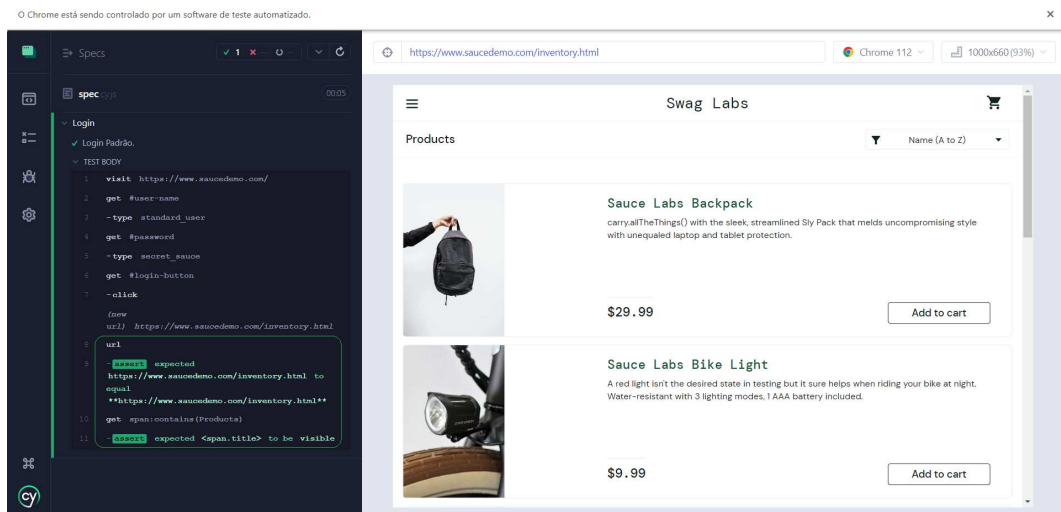 O Chrome está sendo controlado por um software de teste automatizado.
Specs
1
--
--
https://www.saucedemo.com/inventory.html
Chrome 112
1000x660 (93%)
spec.cy.js
00:05
Login
Login Padrão.
TEST BODY
1 visit https://www.saucedemo.com/
2 get #user-name
3 -type standard_user
4 get #password
5 -type secret_sauce
6 get #login-button
7 -click
(new
url) https://www.saucedemo.com/inventory.html
8 url
9 -assert expected
https://www.saucedemo.com/inventory.html to
equal
**https://www.saucedemo.com/inventory.html**
10 get span:contains(Products)
11 -assert expected <span.title> to be visible
cy
Swag Labs
Products
Name (A to Z)
Sauce Labs Backpack
carry.allTheThings() with the sleek, streamlined Sly Pack that melds uncompromising style
with unequaled laptop and tablet protection.
$29.99
Add to cart
Sauce Labs Bike Light
A red light isn't the desired state in testing but it sure helps when riding your bike at night.
Water-resistant with 3 lighting modes, 1 AAA battery included.
$9.99
Add to cart